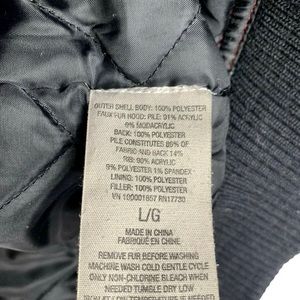 OUTER SHELL BODY: 100% POLYESTER
FAUX FUR HOOD: PILE: 91% ACRYLIC
9% MODACRYLIC
BACK: 100% POLYESTER
PILE CONSTITUTES 86% OF
FABRIC AND BACK 14%
RIB: 90% ACRYLIC
9% POLYESTER 1% SPANDEX
LINING: 100% POLYESTER
FILLER: 100% POLYESTER
RN17730
L/G
MADE IN CHINA
FABRIQUÉ EN CHINE
REMOVE FUR BEFORE WASHING
MACHINE WASH COLD GENTLE CYCLE
ONLY NON-CHLORINE BLEACH WHEN
NEEDED TUMBLE DRY LOW